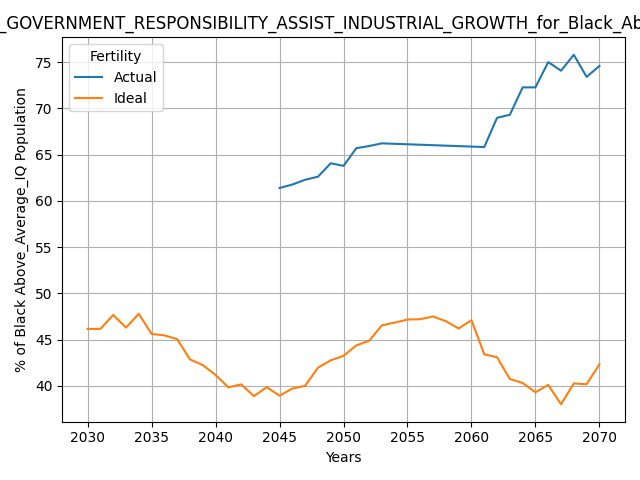 _GOVERNMENT_RESPONSIBILITY_ASSIST_INDUSTRIAL_GROWTH_for_Black_Ab
Fertility
Actual
Ideal
% of Black Above_Average_IQ Population
75
70
65
60
55
50
45
40
2030 2035 2040 2045 2050 2055 2060 2065 2070
Years